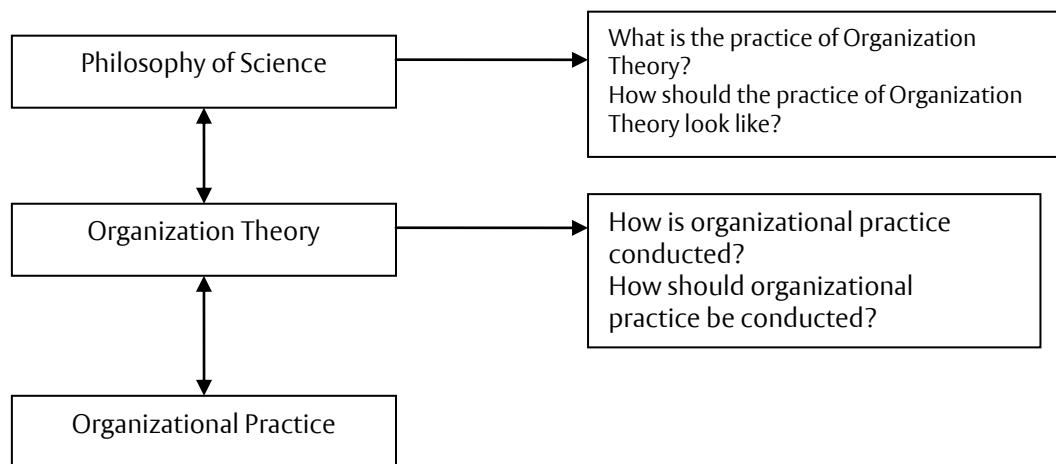 Philosophy of Science
What is the practice of Organization
Theory?
How should the practice of Organization
Theory look like?
Organization Theory
How is organizational practice
conducted?
How should organizational
practice be conducted?
Organizational Practice